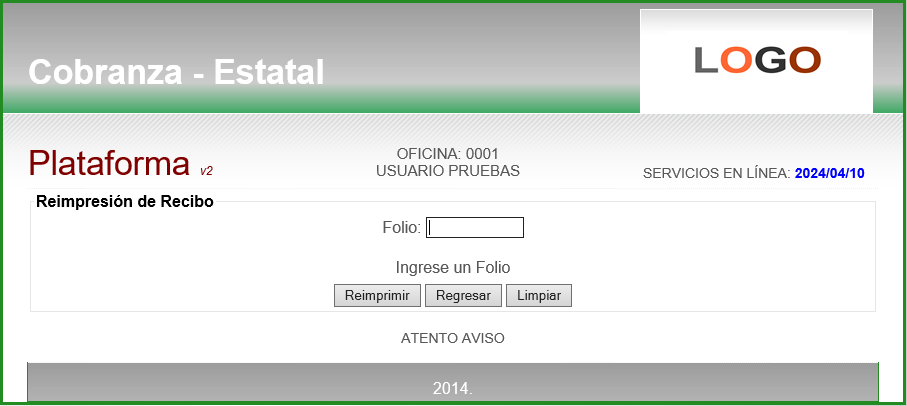 Cobranza - Estatal
LOGO
Plataforma v2
OFICINA: 0001
USUARIO PRUEBAS
SERVICIOS EN LÍNEA: 2024/04/10
Reimpresión de Recibo
Folio:
Ingrese un Folio
Reimprimir Regresar Limpiar
ATENTO AVISO
2014.